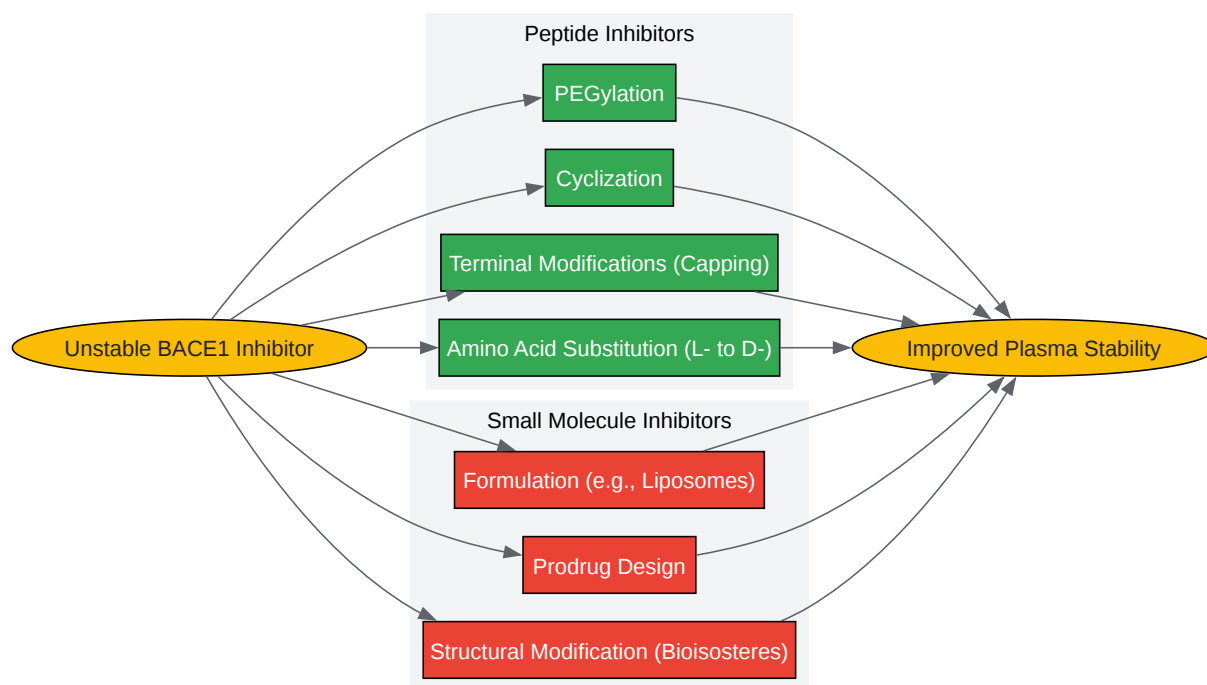 Peptide Inhibitors
PEGylation
Cyclization
Terminal Modifications (Capping)
Unstable BACE1 Inhibitor
Amino Acid Substitution (L- to D-)
Improved Plasma Stability
Small Molecule Inhibitors
Formulation (e.g., Liposomes)
Prodrug Design
Structural Modification (Bioisosteres)